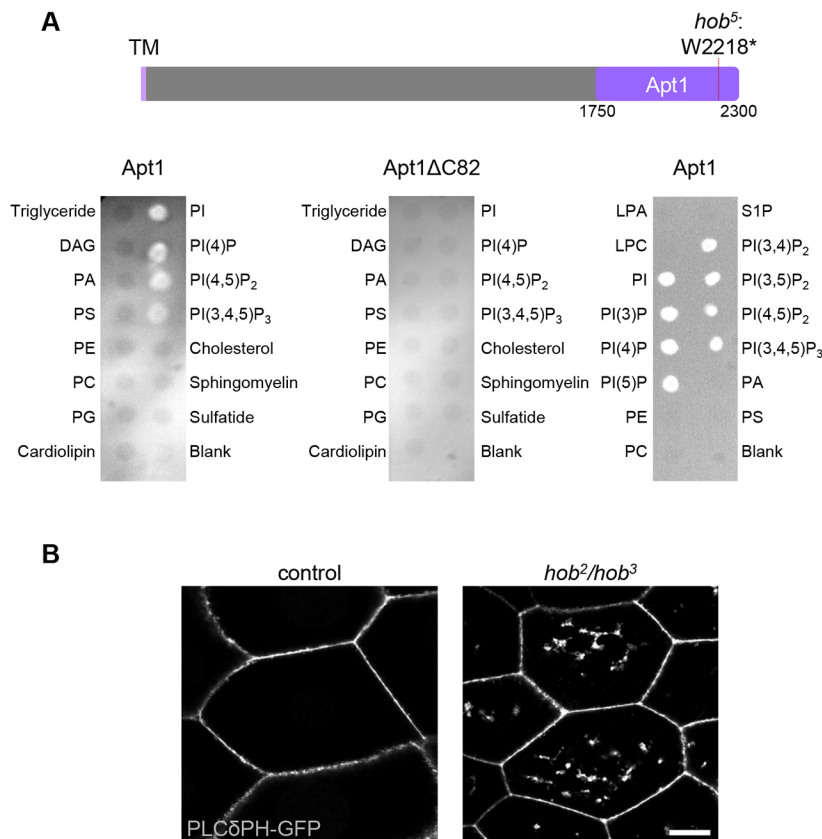 A
hob⁵:
TM W2218*
Apt1
1750 2300
Apt1 Apt1ΔC82 Apt1
Triglyceride PI Triglyceride PI LPA S1P
DAG PI(4)P DAG PI(4)P LPC PI(3,4)P₂
PA PI(4,5)P₂ PA PI(4,5)P₂ PI PI(3,5)P₂
PS PI(3,4,5)P₃ PS PI(3,4,5)P₃ PI(3)P PI(4,5)P₂
PE Cholesterol PE Cholesterol PI(4)P PI(3,4,5)P₃
PC Sphingomyelin PC Sphingomyelin PI(5)P PA
PG Sulfatide PG Sulfatide PE PS
Cardiolipin Blank Cardiolipin Blank PC Blank
B
control hob²/hob³
PLCδPH-GFP